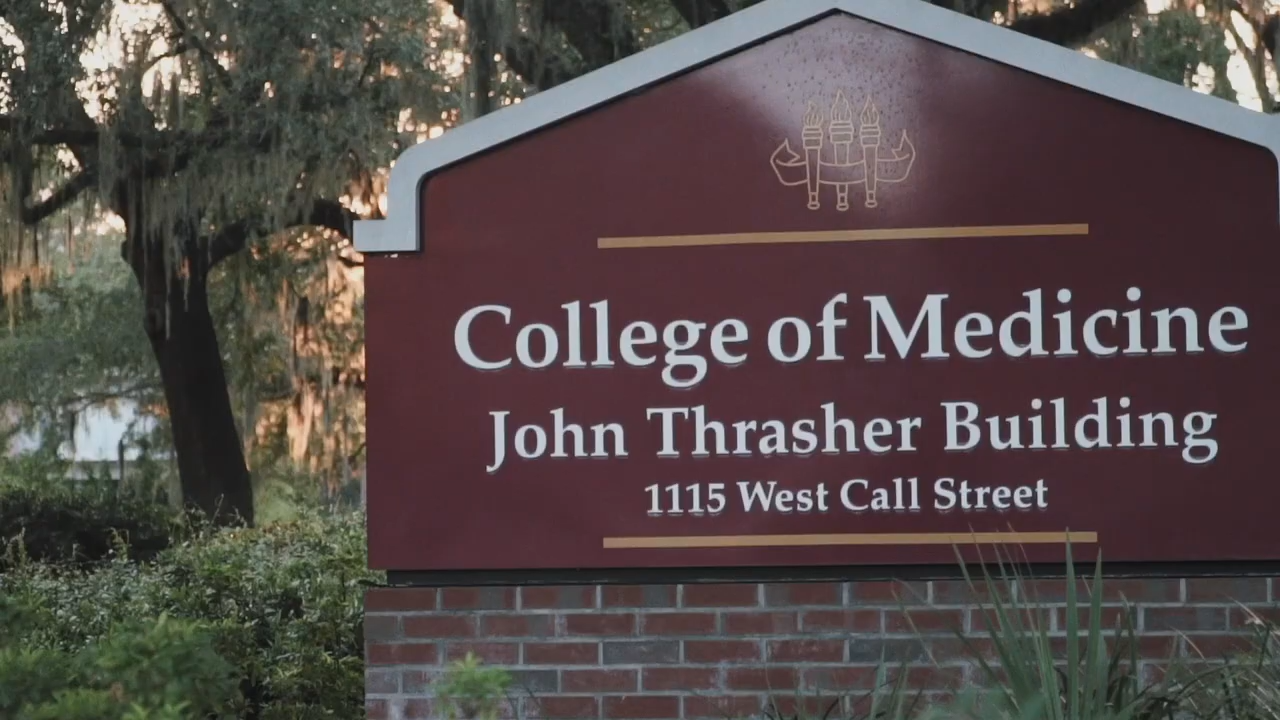 College of Medicine
John Thrasher Building
1115 West Call Street